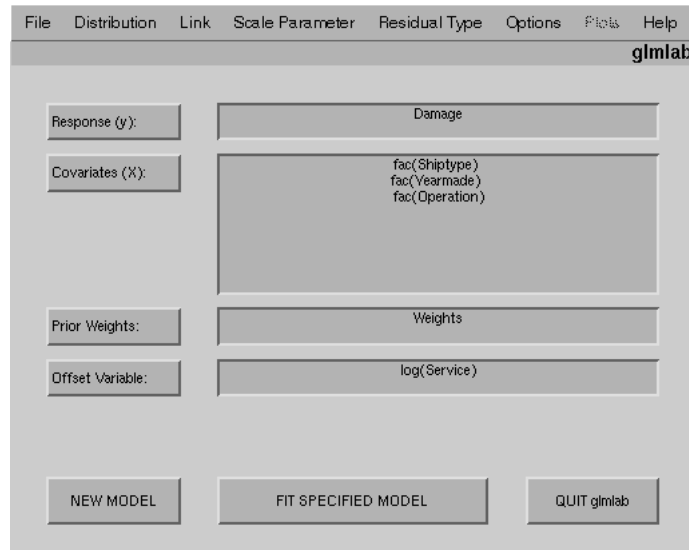 File Distribution Link Scale Parameter Residual Type Options Plots Help
glmlab
Response (y):
Damage
Covariates (X):
fac(Shiptype)
fac(Yearmade)
fac(Operation)
Prior Weights:
Weights
Offset Variable:
log(Service)
NEW MODEL
FIT SPECIFIED MODEL
QUIT glmlab